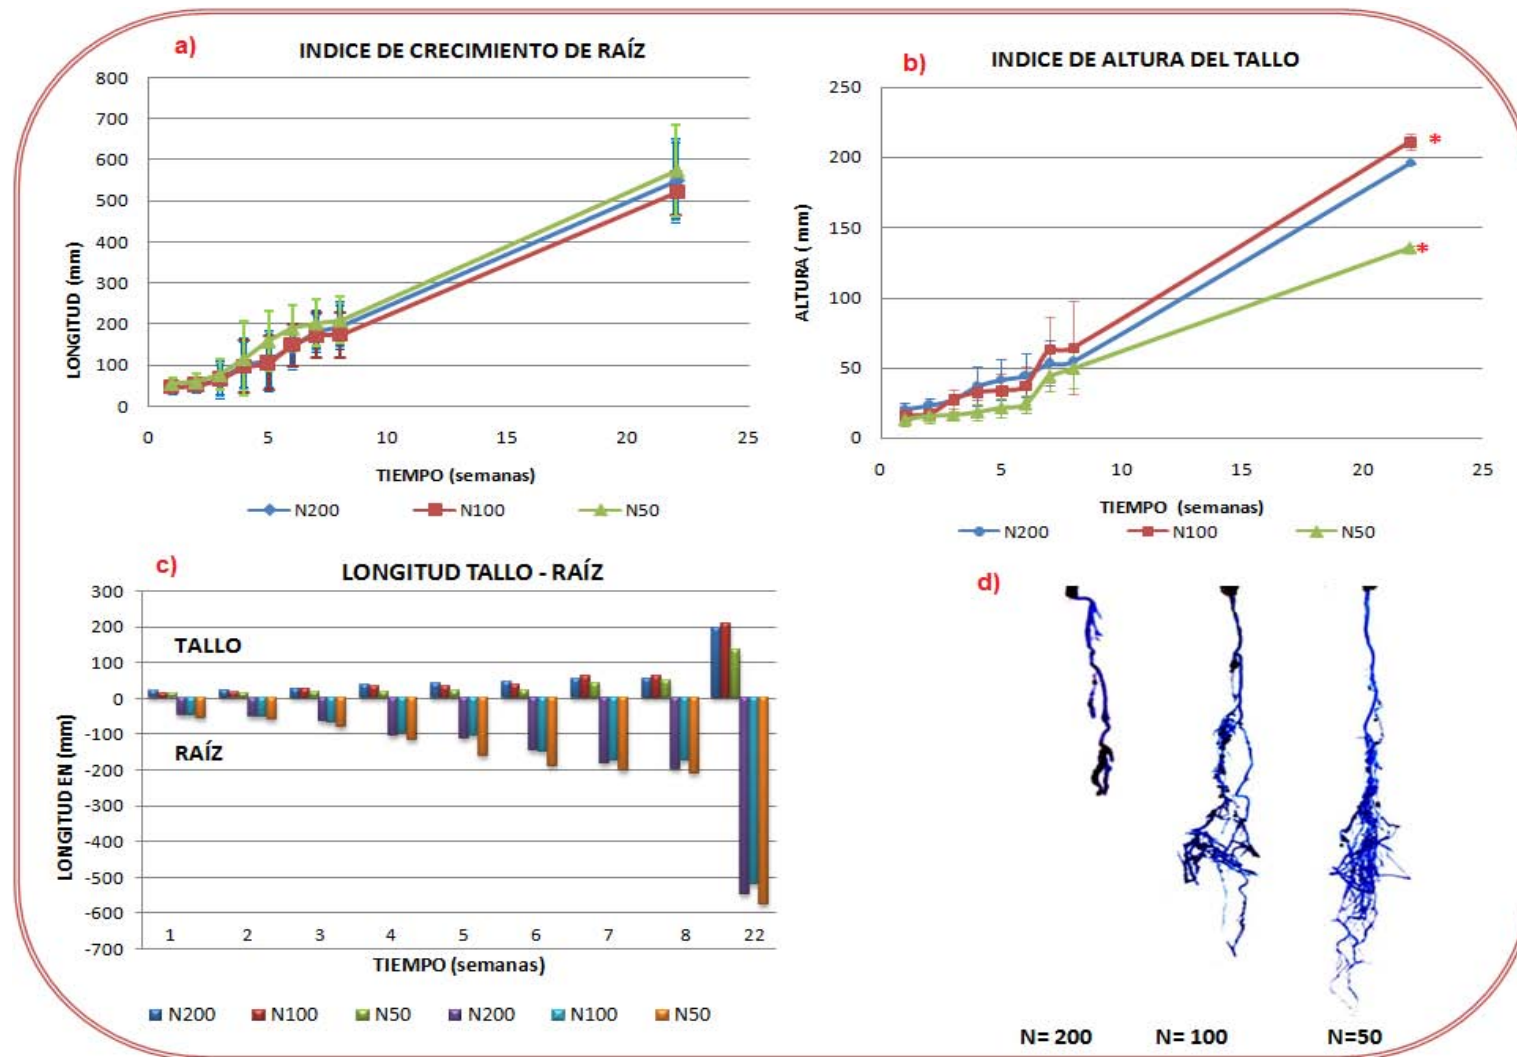 a)
INDICE DE CRECIMIENTO DE RAÍZ
800
700
600
500
400
300
200
100
0
LONGITUD (mm)
0 5 10 15 20 25
TIEMPO (semanas)
N200 N100 N50
b)
INDICE DE ALTURA DEL TALLO
250
200
150
100
50
0
ALTURA ( mm)
*
*
0 5 10 15 20 25
TIEMPO (semanas)
N200 N100 N50
c)
LONGITUD TALLO - RAÍZ
300
200
100
0
-100
-200
-300
-400
-500
-600
-700
LONGITUD EN (mm)
TALLO
RAÍZ
1 2 3 4 5 6 7 8 22
TIEMPO (semanas)
N200 N100 N50 N200 N100 N50
d)
N= 200 N= 100 N=50